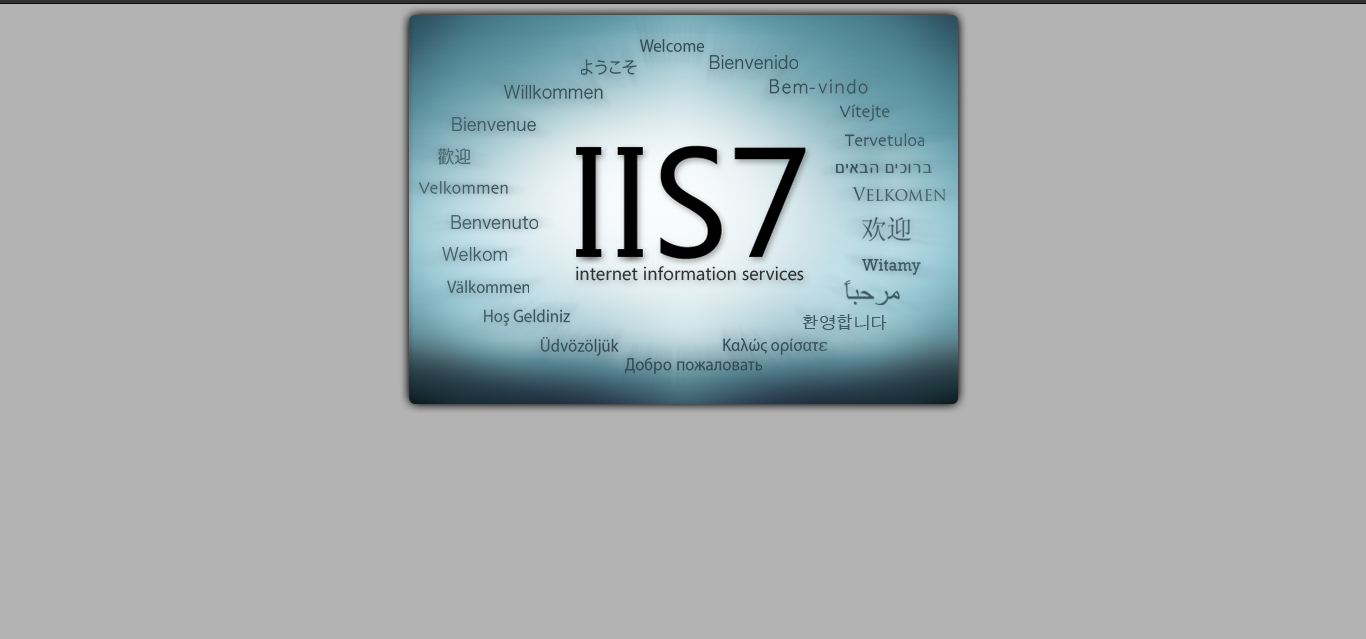 Welcome
Bienvenido
ようこそ
Bem-vindo
Willkommen
Vítejte
Bienvenue
Tervetuloa
歡迎
ברוכים הבאים
Velkommen
VELKOMEN
Benvenuto
欢迎
Welkom
Witamy
Välkommen
مرحباً
Hoş Geldiniz
환영합니다
Üdvözöljük
Καλώς ορίσατε
Добро пожаловать
IIS7
internet information services